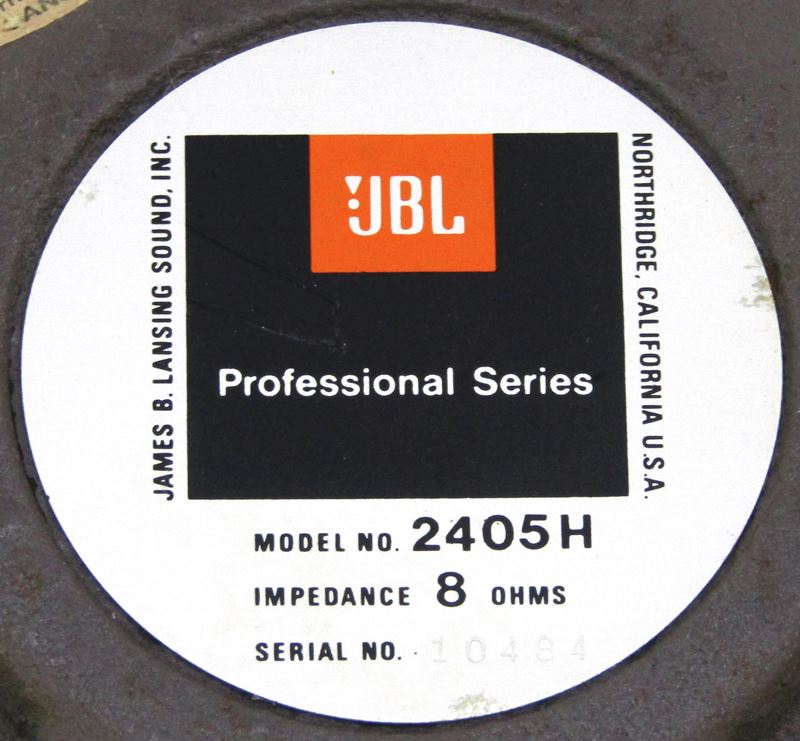 JBL
Professional Series
JAMES B. LANSING SOUND, INC.
NORTHRIDGE, CALIFORNIA U.S.A.
MODEL NO. 2405H
IMPEDANCE 8 OHMS
SERIAL NO. 10484